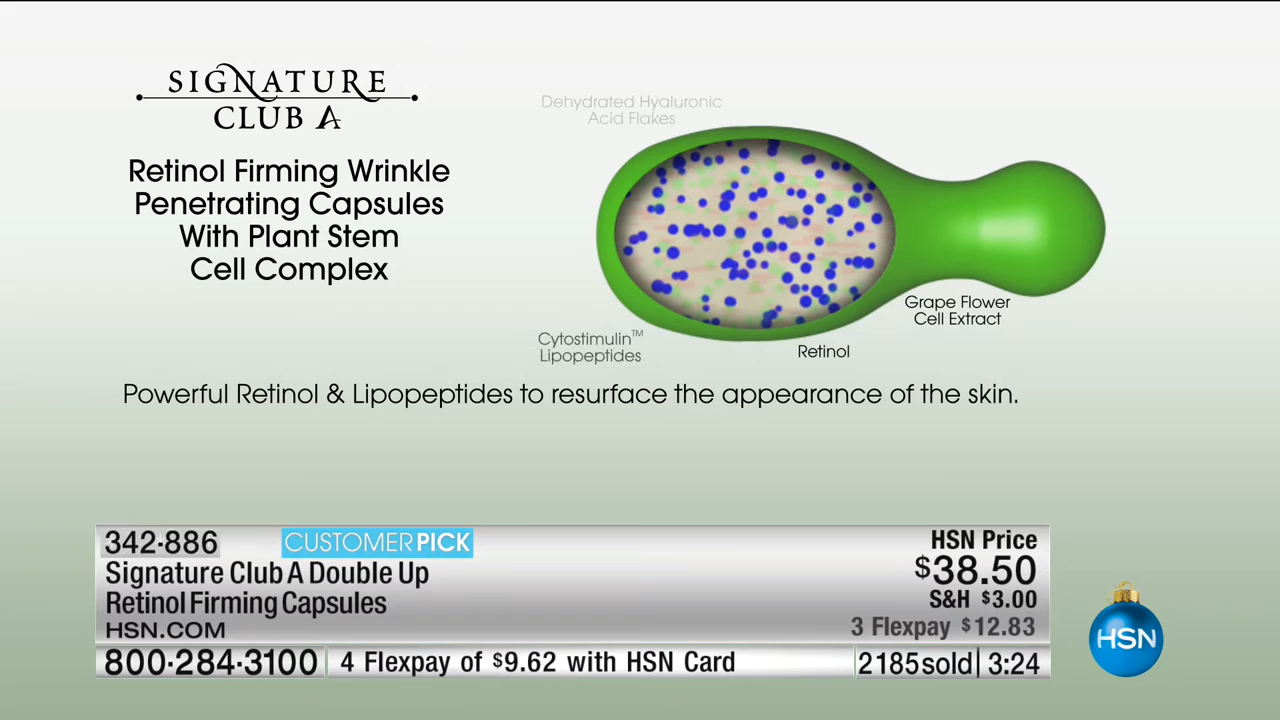 SIGNATURE
CLUB A
Retinol Firming Wrinkle
Penetrating Capsules
With Plant Stem
Cell Complex
Dehydrated Hyaluronic
Acid Flakes
Cytostimulin™
Lipopeptides
Retinol
Grape Flower
Cell Extract
Powerful Retinol & Lipopeptides to resurface the appearance of the skin.
342-886 CUSTOMERPICK
Signature Club A Double Up
Retinol Firming Capsules
HSN.COM
HSN Price
$38.50
S&H $3.00
3 Flexpay $12.83
800-284-3100 4 Flexpay of $9.62 with HSN Card 2185sold 3:24
HSN